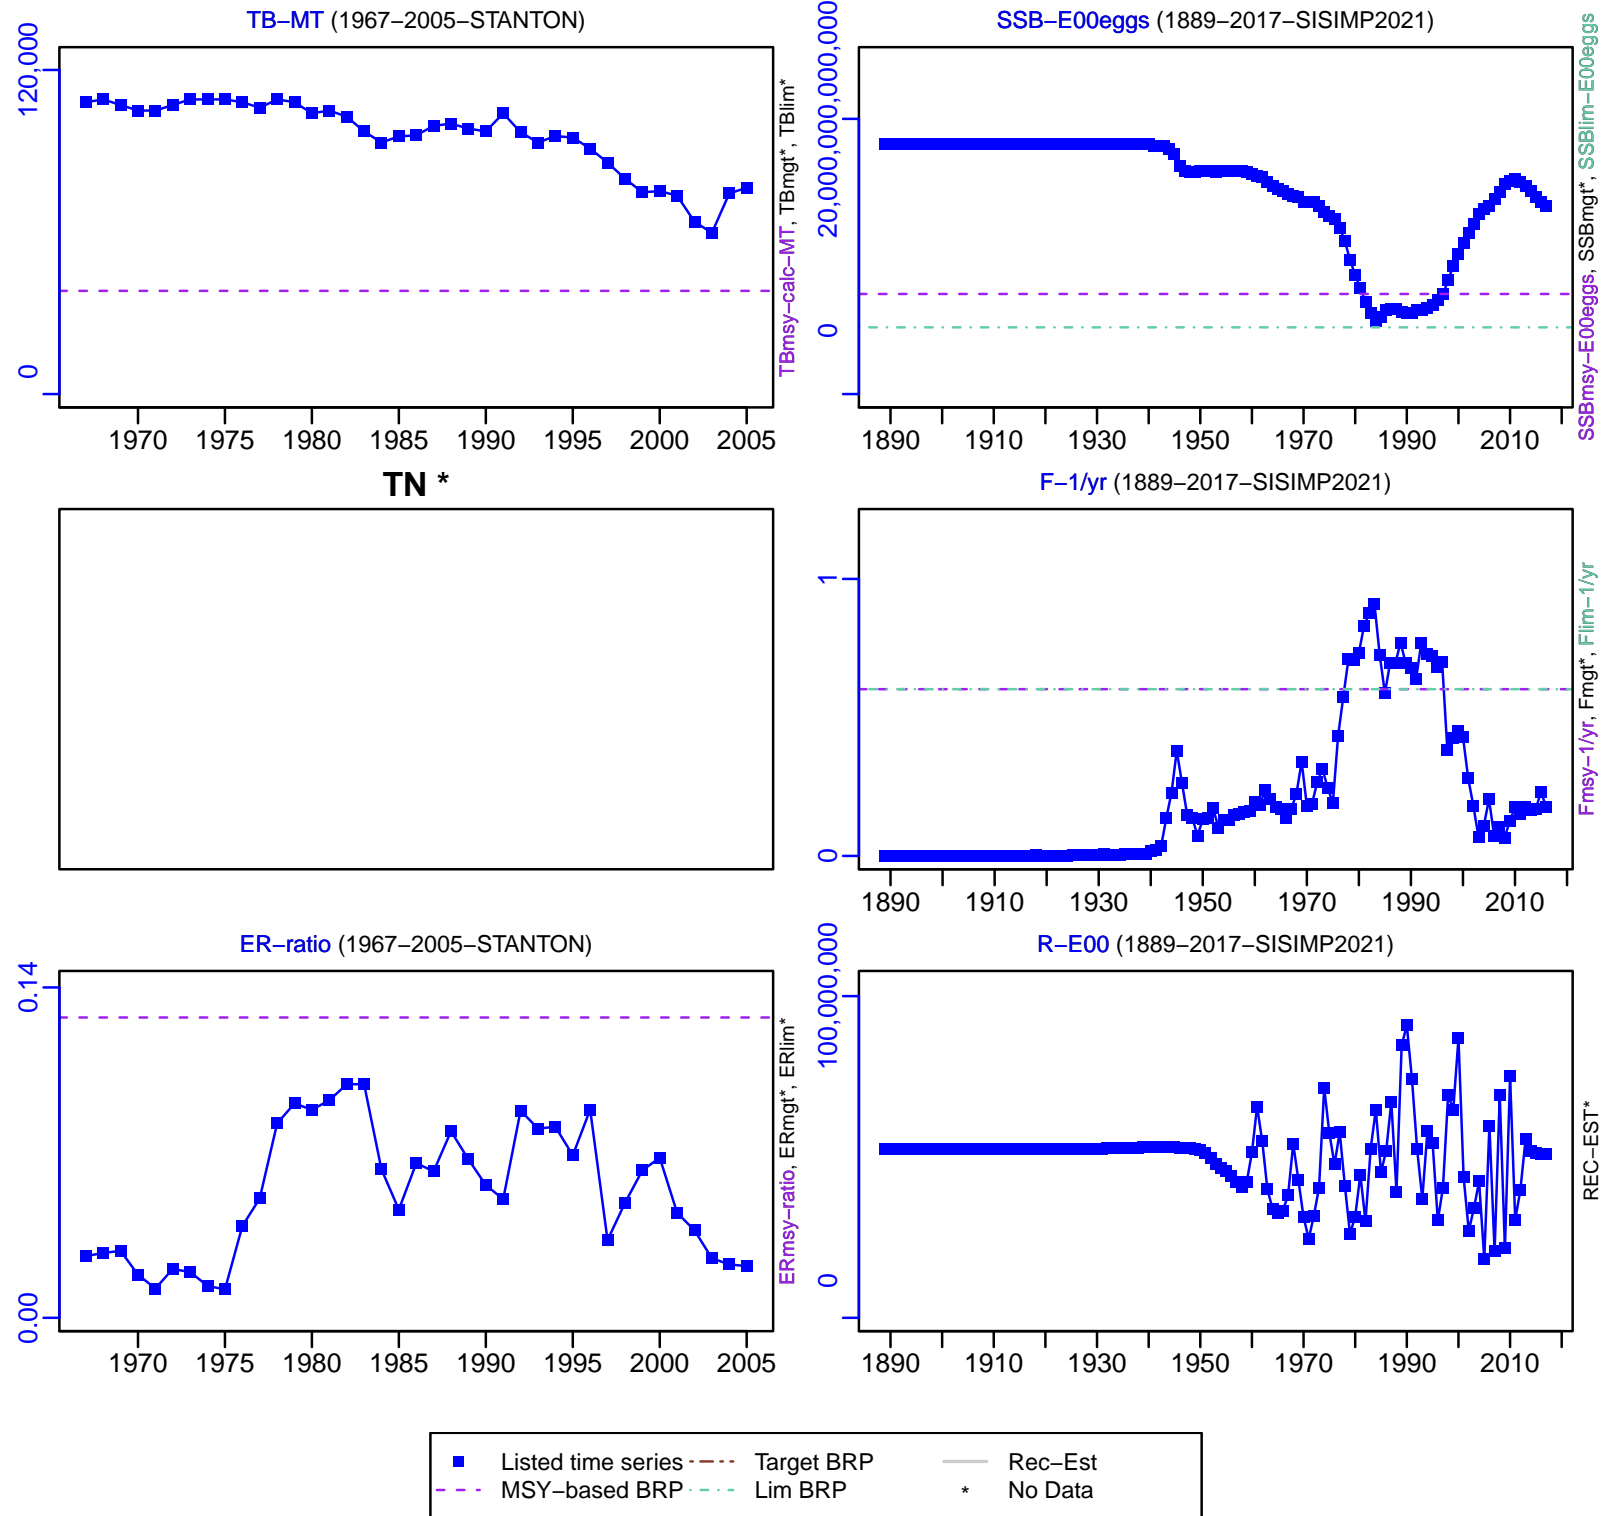 TB−MT (1967−2005−STANTON)
120,000
0
TBmsy−calc−MT, TBmgt*, TBlim*
1970 1975 1980 1985 1990 1995 2000 2005
SSB−E00eggs (1889−2017−SISIMP2021)
20,000,000,000,000
0
SSBmsy−E00eggs, SSBmgt*, SSBlim−E00eggs
1890 1910 1930 1950 1970 1990 2010
TN *
F−1/yr (1889−2017−SISIMP2021)
1
0
Fmsy−1/yr, Fmgt*, Flim−1/yr
1890 1910 1930 1950 1970 1990 2010
ER−ratio (1967−2005−STANTON)
0.14
0.00
ERmsy−ratio, ERmgt*, ERlim*
1970 1975 1980 1985 1990 1995 2000 2005
R−E00 (1889−2017−SISIMP2021)
100,000,000
0
REC−EST*
1890 1910 1930 1950 1970 1990 2010
Listed time series Target BRP Rec−Est
MSY−based BRP Lim BRP * No Data